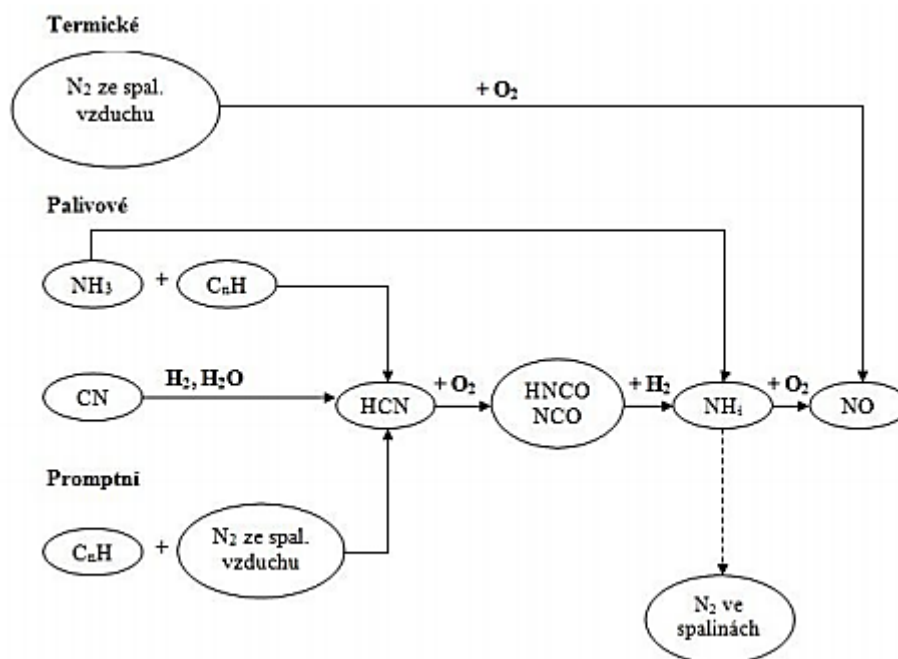 Termické
N₂ ze spal.
vzduchu
+ O₂
Palivové
NH₃ + CₙH
CN
H₂, H₂O
HCN
+ O₂
HNCO
NCO
+ H₂
NHᵢ
+ O₂
NO
Promptní
CₙH + N₂ ze spal.
vzduchu
N₂ ve
spalinách